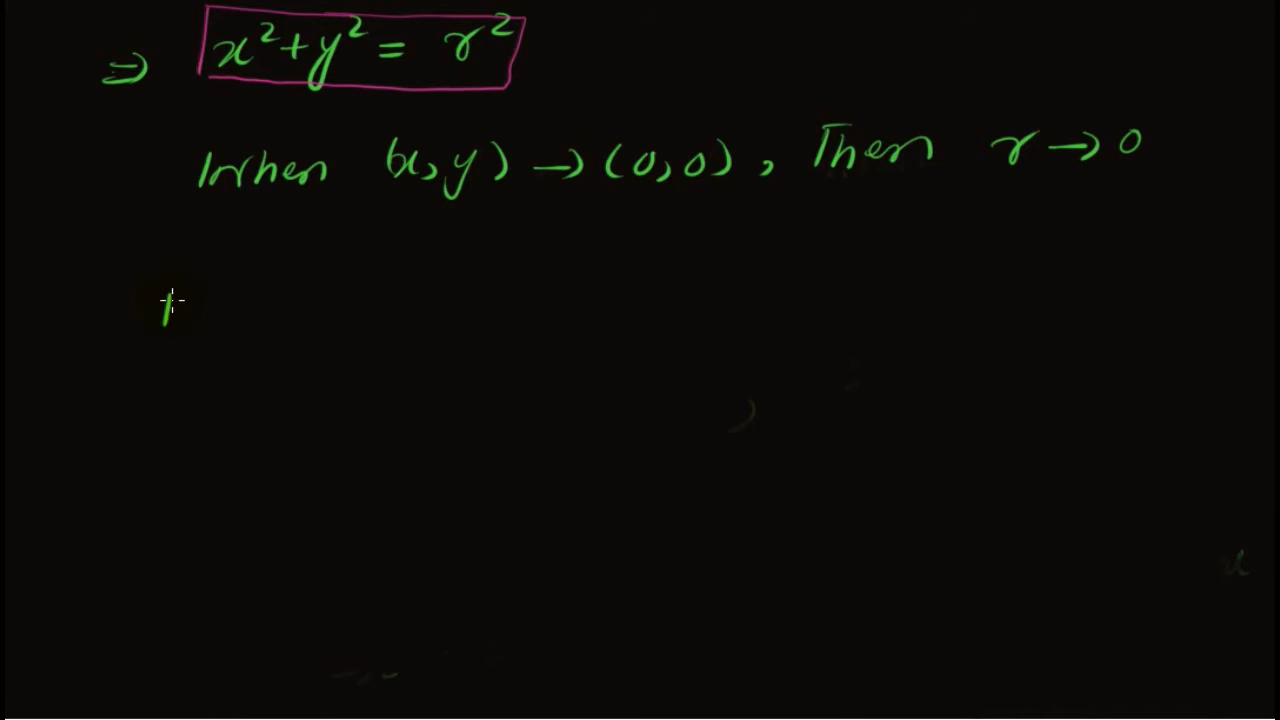 ⇒ x²+y² = r²
When (x,y) → (0,0), Then r → 0